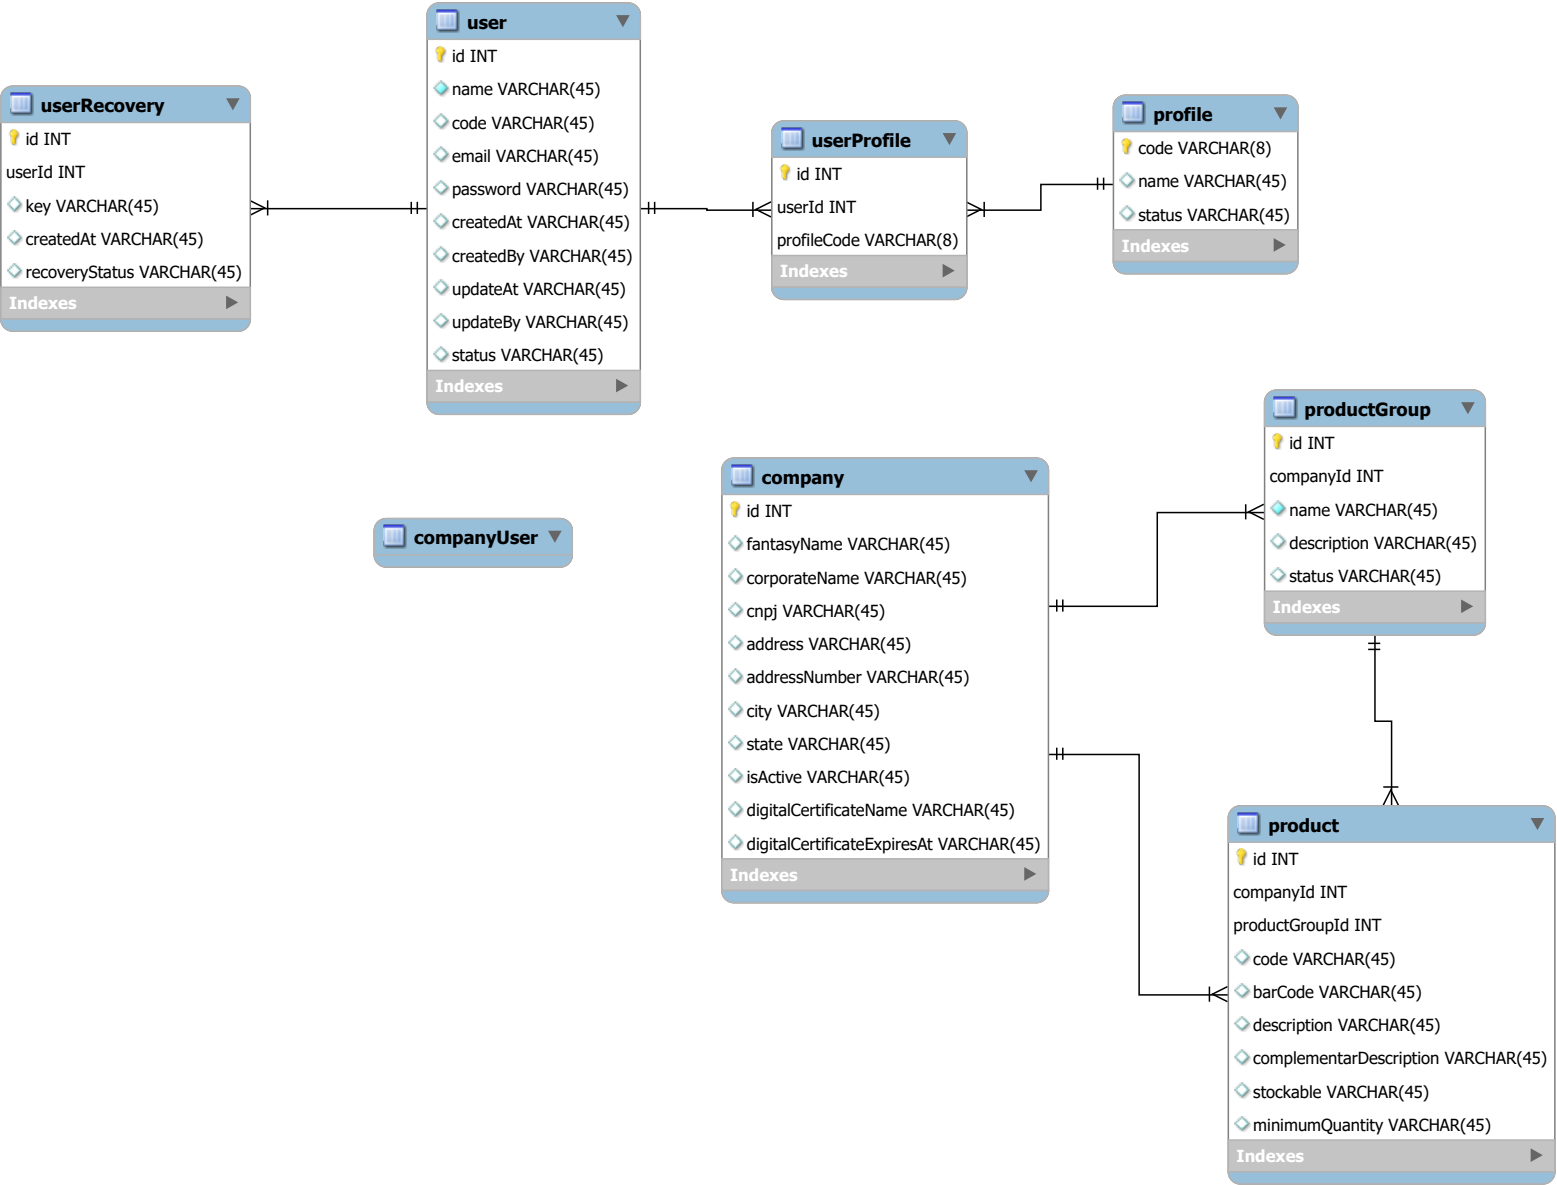 user
id INT
name VARCHAR(45)
code VARCHAR(45)
email VARCHAR(45)
password VARCHAR(45)
createdAt VARCHAR(45)
createdBy VARCHAR(45)
updateAt VARCHAR(45)
updateBy VARCHAR(45)
status VARCHAR(45)
Indexes
userRecovery
id INT
userId INT
key VARCHAR(45)
createdAt VARCHAR(45)
recoveryStatus VARCHAR(45)
Indexes
userProfile
id INT
userId INT
profileCode VARCHAR(8)
Indexes
profile
code VARCHAR(8)
name VARCHAR(45)
status VARCHAR(45)
Indexes
companyUser
company
id INT
fantasyName VARCHAR(45)
corporateName VARCHAR(45)
cnpj VARCHAR(45)
address VARCHAR(45)
addressNumber VARCHAR(45)
city VARCHAR(45)
state VARCHAR(45)
isActive VARCHAR(45)
digitalCertificateName VARCHAR(45)
digitalCertificateExpiresAt VARCHAR(45)
Indexes
productGroup
id INT
companyId INT
name VARCHAR(45)
description VARCHAR(45)
status VARCHAR(45)
Indexes
product
id INT
companyId INT
productGroupId INT
code VARCHAR(45)
barCode VARCHAR(45)
description VARCHAR(45)
complementarDescription VARCHAR(45)
stockable VARCHAR(45)
minimumQuantity VARCHAR(45)
Indexes